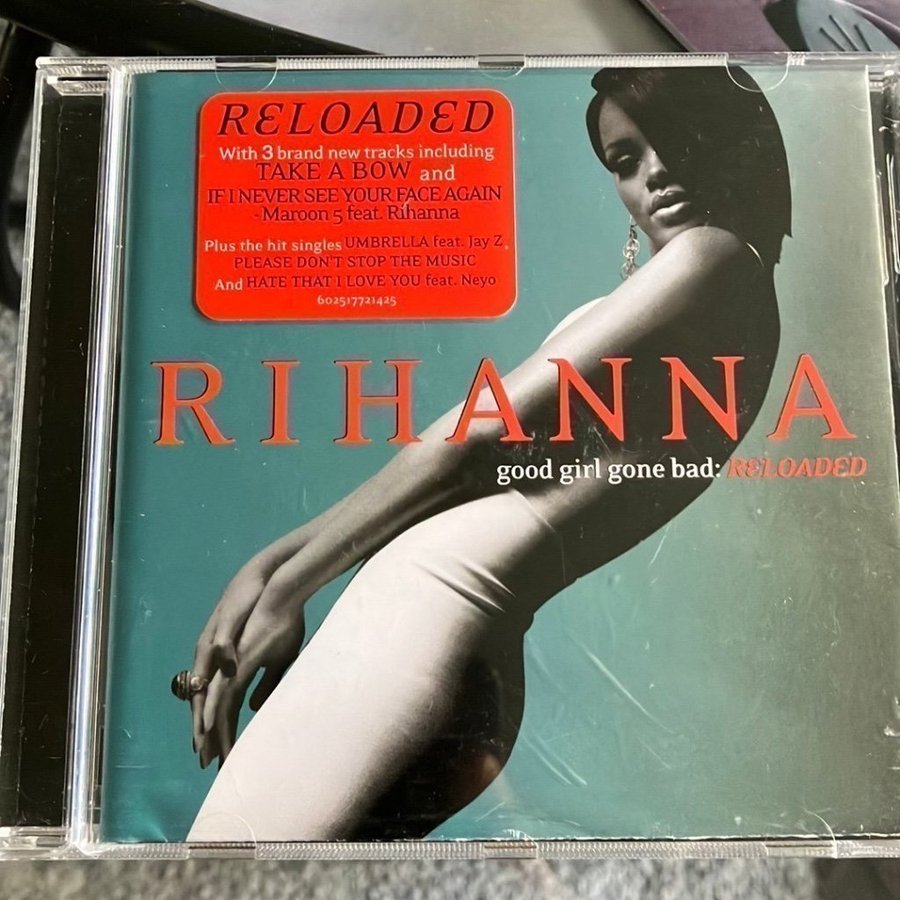 RELOADED
With 3 brand new tracks including
TAKE A BOW and
IF I NEVER SEE YOUR FACE AGAIN
- Maroon 5 feat. Rihanna
Plus the hit singles UMBRELLA feat. Jay Z,
PLEASE DON'T STOP THE MUSIC
And HATE THAT I LOVE YOU feat. Neyo
602517721425
RIHANNA
good girl gone bad: RELOADED